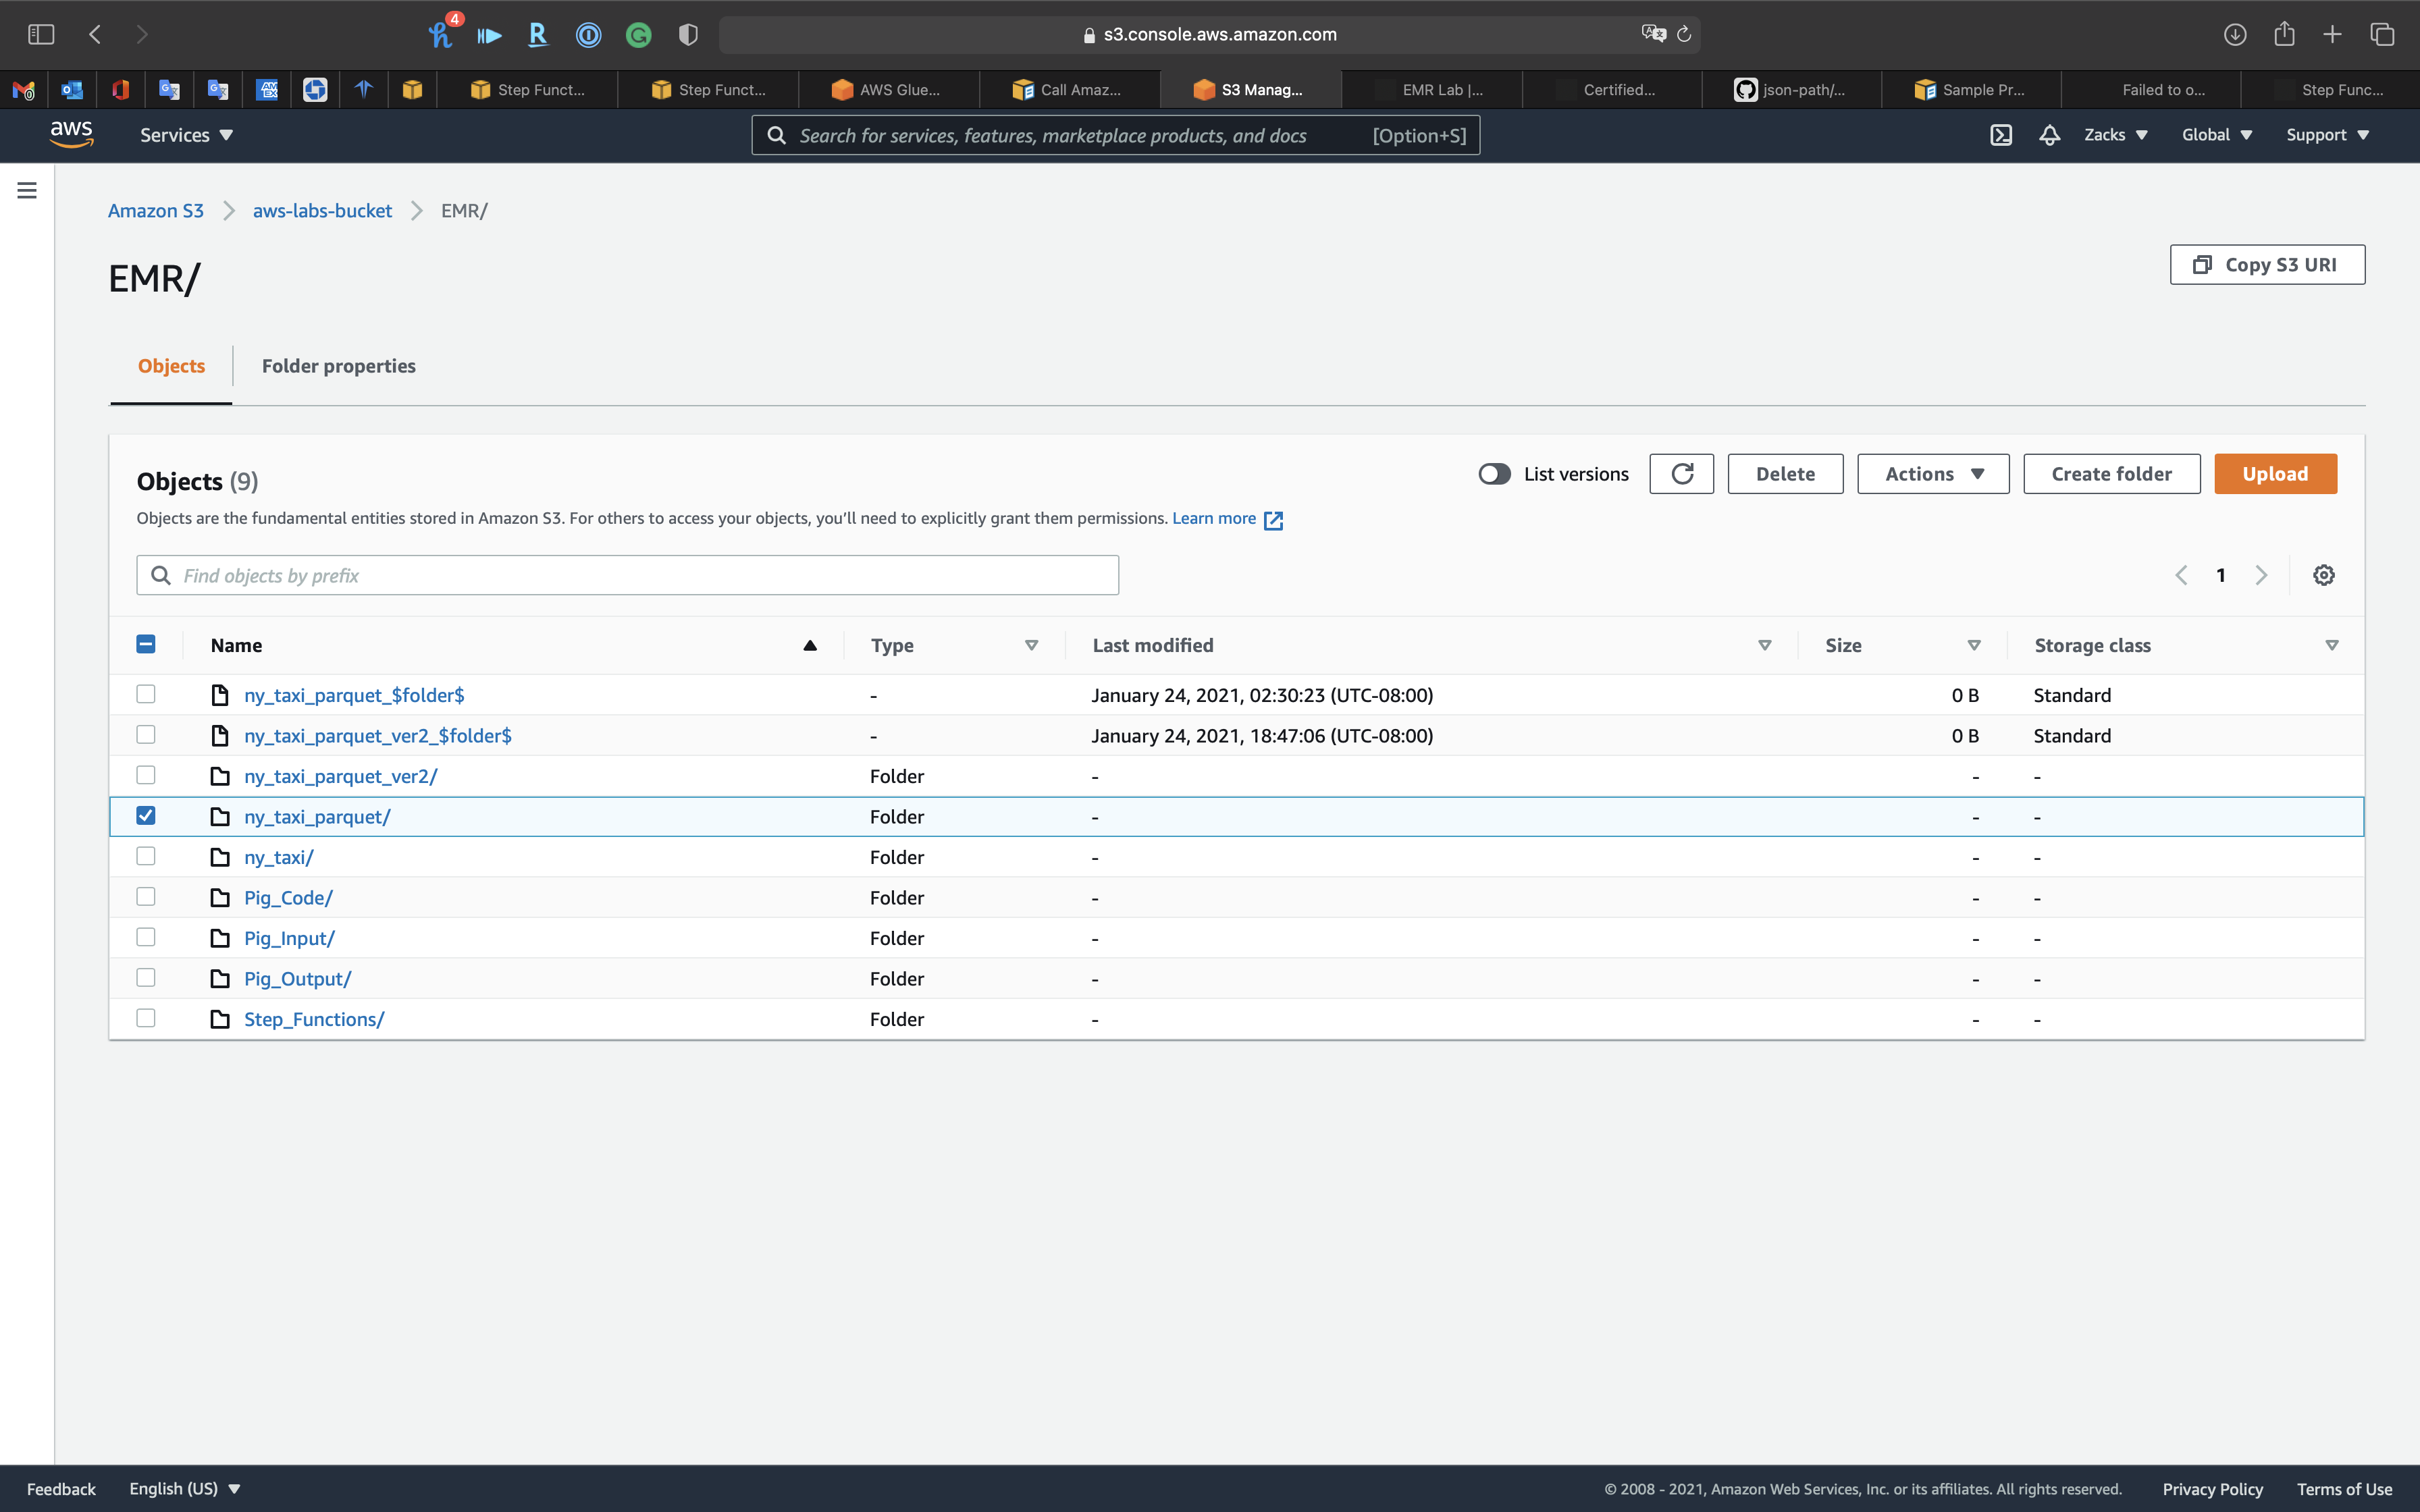 4
s3.console.aws.amazon.com
Step Funct...
Step Funct...
AWS Glue...
Call Amaz...
S3 Manag...
EMR Lab |...
Certified...
json-path/...
Sample Pr...
Failed to o...
Step Func...
aws
Services
Search for services, features, marketplace products, and docs [Option+S]
Zacks
Global
Support
Amazon S3 > aws-labs-bucket > EMR/
EMR/
Copy S3 URI
Objects
Folder properties
Objects (9)
List versions
Delete
Actions
Create folder
Upload
Objects are the fundamental entities stored in Amazon S3. For others to access your objects, you’ll need to explicitly grant them permissions. Learn more
Find objects by prefix
1
Name Type Last modified Size Storage class
ny_taxi_parquet_$folder$ - January 24, 2021, 02:30:23 (UTC-08:00) 0 B Standard
ny_taxi_parquet_ver2_$folder$ - January 24, 2021, 18:47:06 (UTC-08:00) 0 B Standard
ny_taxi_parquet_ver2/ Folder - - -
ny_taxi_parquet/ Folder - - -
ny_taxi/ Folder - - -
Pig_Code/ Folder - - -
Pig_Input/ Folder - - -
Pig_Output/ Folder - - -
Step_Functions/ Folder - - -
Feedback
English (US)
© 2008 - 2021, Amazon Web Services, Inc. or its affiliates. All rights reserved.
Privacy Policy
Terms of Use